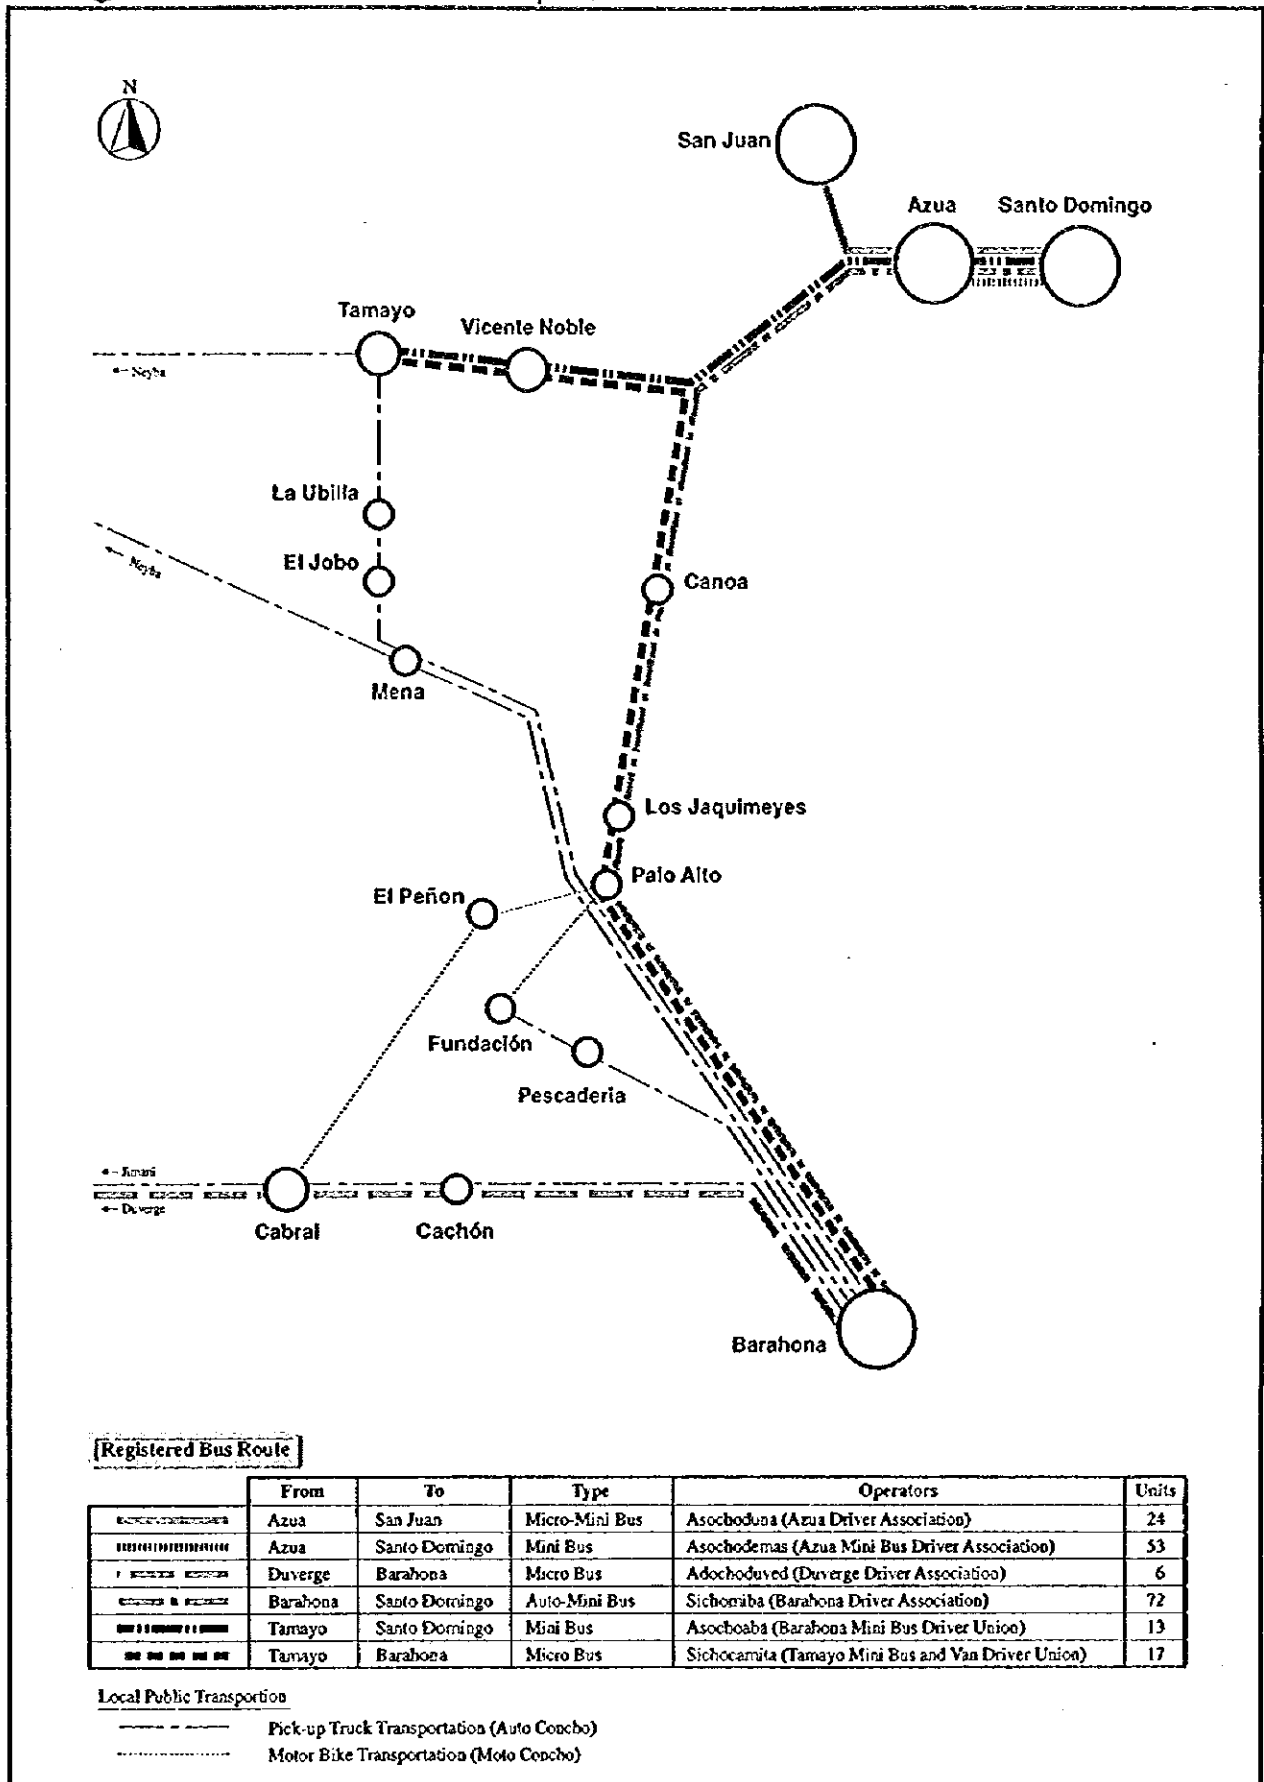 N
San Juan
Azua
Santo Domingo
Tamayo
Vicente Noble
← Neyba
La Ubilla
El Jobo
← Neyba
Canoa
Mena
Los Jaquimeyes
Palo Alto
El Peñon
Fundación
Pescaderia
← Jimaní
← Duverge
Cabral
Cachón
Barahona
[Registered Bus Route]
From To Type Operators Units
Azua San Juan Micro-Mini Bus Asochoduna (Azua Driver Association) 24
Azua Santo Domingo Mini Bus Asochodemas (Azua Mini Bus Driver Association) 53
Duverge Barahona Micro Bus Adochoduved (Duverge Driver Association) 6
Barahona Santo Domingo Auto-Mini Bus Sichomiba (Barahona Driver Association) 72
Tamayo Santo Domingo Mini Bus Asochoaba (Barahona Mini Bus Driver Union) 13
Tamayo Barahona Micro Bus Sichocamita (Tamayo Mini Bus and Van Driver Union) 17
Local Public Transportion
Pick-up Truck Transportation (Auto Concho)
Motor Bike Transportation (Moto Concho)